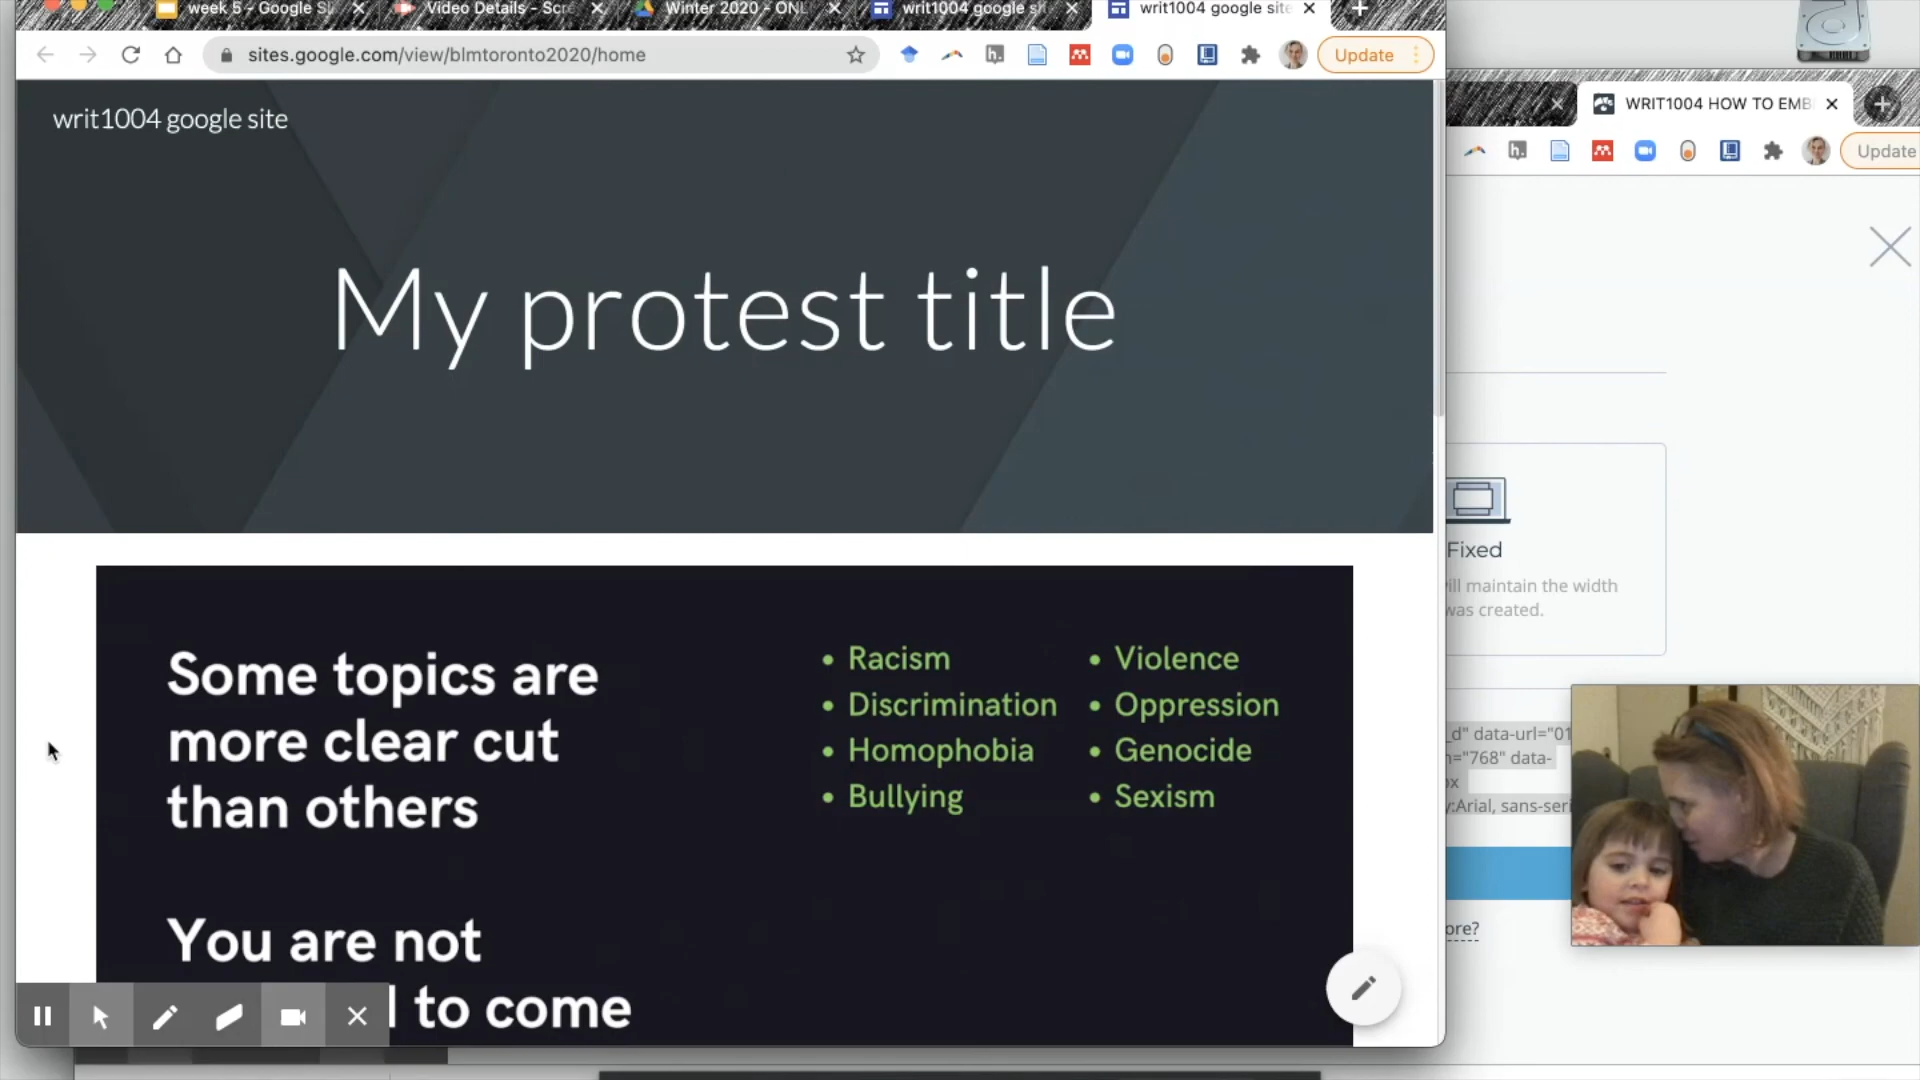 week 5 - Google Sl
Video Details - Scre
Winter 2020 - ONL
writ1004 google sit
writ1004 google site
sites.google.com/view/blmtoronto2020/home
Update
WRIT1004 HOW TO EMB
Update
writ1004 google site
My protest title
Fixed
ill maintain the width
was created.
Some topics are
more clear cut
than others
You are not
l to come
• Racism
• Discrimination
• Homophobia
• Bullying
• Violence
• Oppression
• Genocide
• Sexism
_d" data-url="01
="768" data-
y:Arial, sans-seri
ore?